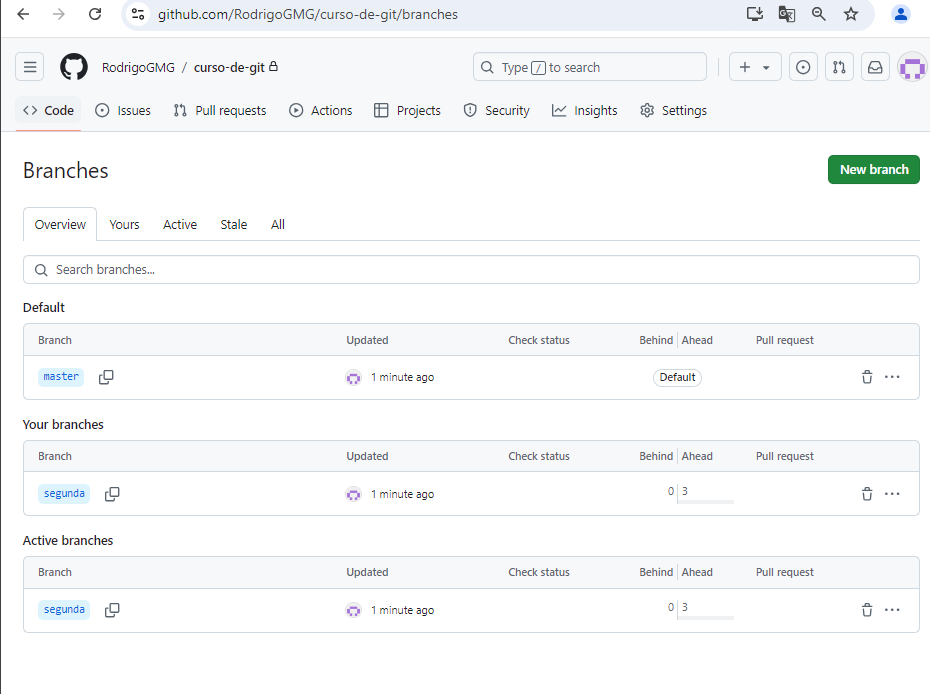 github.com/RodrigoGMG/curso-de-git/branches
RodrigoGMG / curso-de-git
Type / to search
Code Issues Pull requests Actions Projects Security Insights Settings
Branches
New branch
Overview Yours Active Stale All
Search branches...
Default
Branch Updated Check status Behind Ahead Pull request
master 1 minute ago Default
Your branches
Branch Updated Check status Behind Ahead Pull request
segunda 1 minute ago 0 3
Active branches
Branch Updated Check status Behind Ahead Pull request
segunda 1 minute ago 0 3